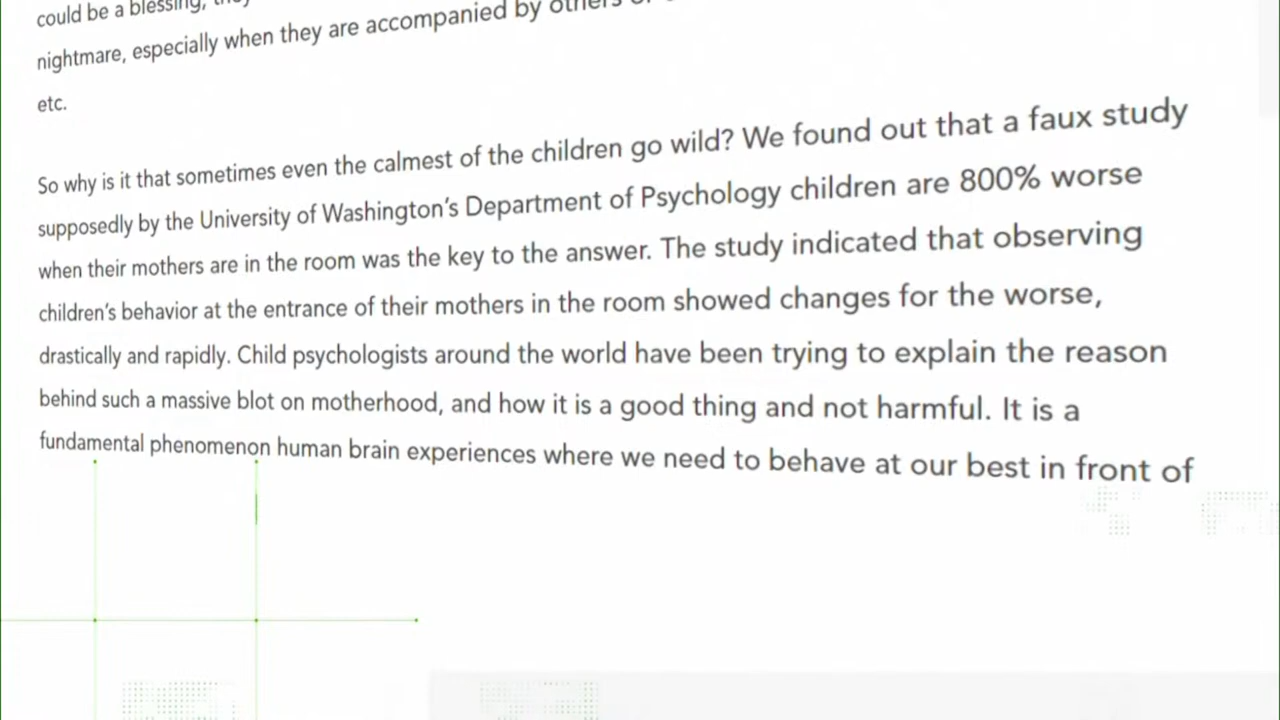 could be a blessing,
nightmare, especially when they are accompanied by others
etc.
So why is it that sometimes even the calmest of the children go wild? We found out that a faux study
supposedly by the University of Washington's Department of Psychology children are 800% worse
when their mothers are in the room was the key to the answer. The study indicated that observing
children's behavior at the entrance of their mothers in the room showed changes for the worse,
drastically and rapidly. Child psychologists around the world have been trying to explain the reason
behind such a massive blot on motherhood, and how it is a good thing and not harmful. It is a
fundamental phenomenon human brain experiences where we need to behave at our best in front of